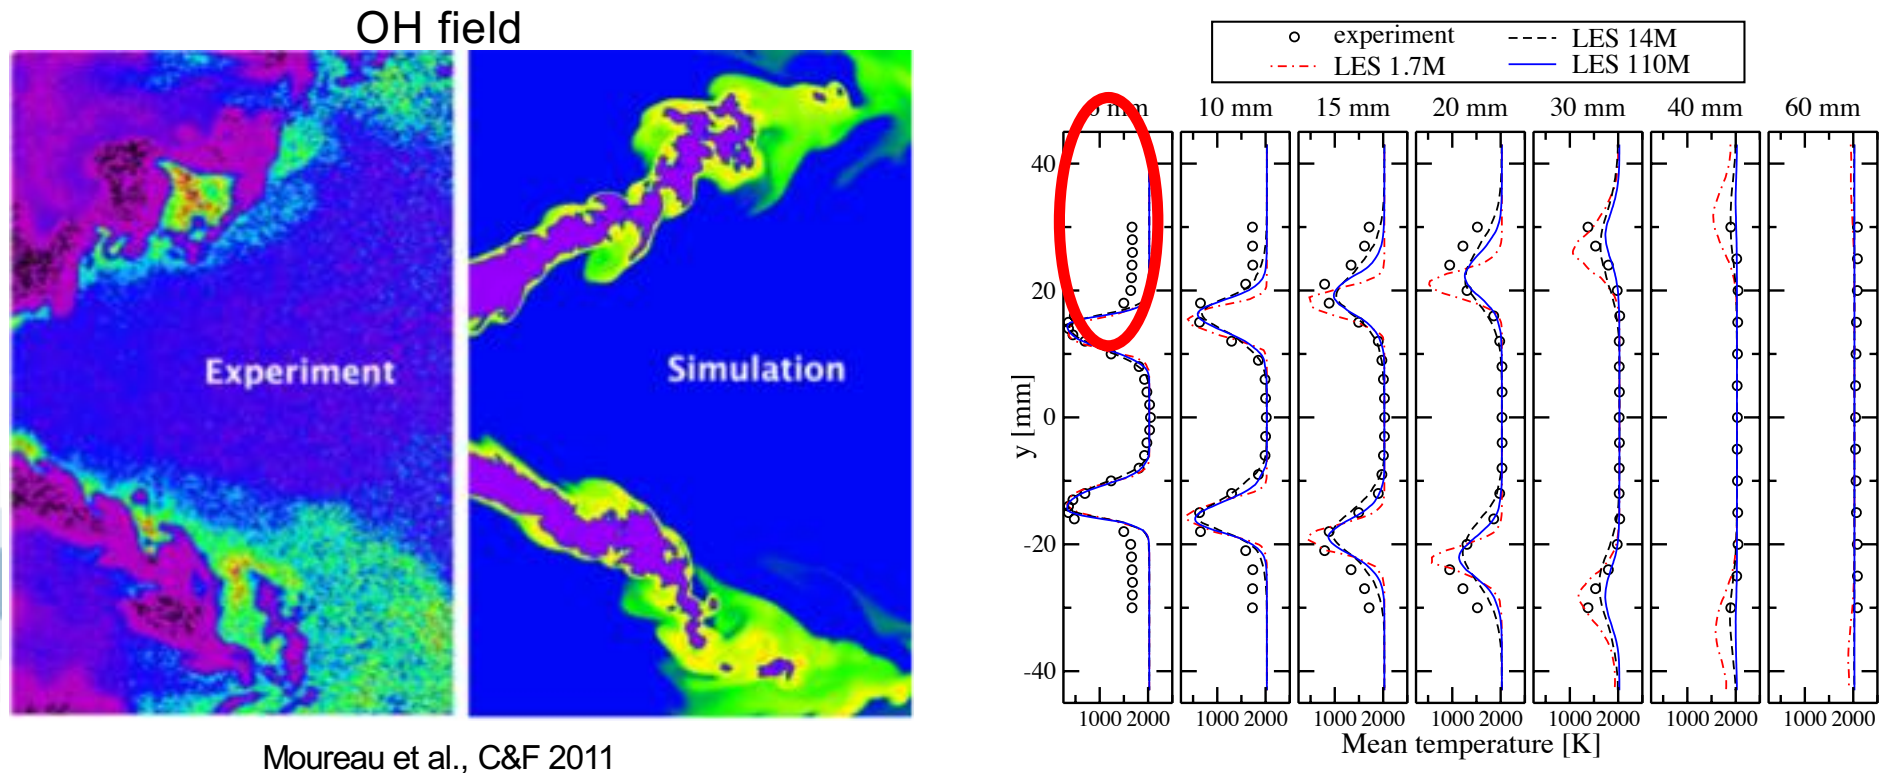 OH field
Experiment
Simulation
Moureau et al., C&F 2011
experiment
LES 1.7M
LES 14M
LES 110M
mm 10 mm 15 mm 20 mm 30 mm 40 mm 60 mm
40
20
0
-20
-40
y [mm]
1000 2000 1000 2000 1000 2000 1000 2000 1000 2000 1000 2000 1000 2000
Mean temperature [K]